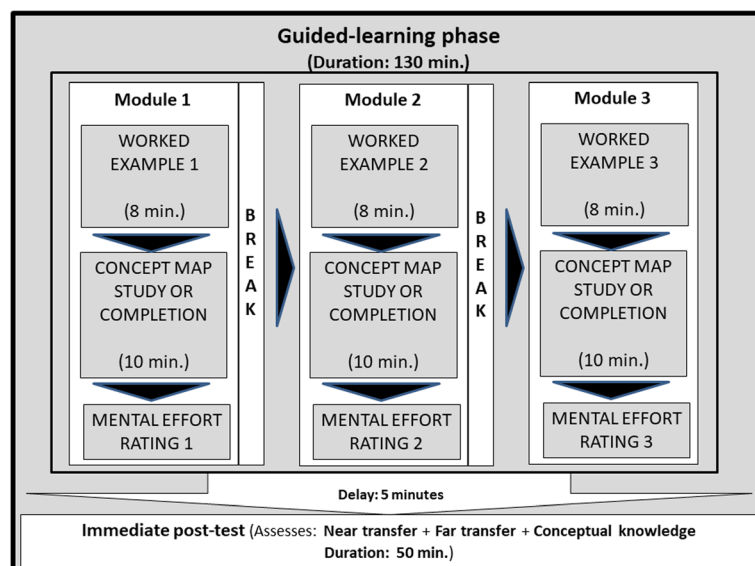 Guided-learning phase
(Duration: 130 min.)
Module 1
WORKED
EXAMPLE 1
(8 min.)
CONCEPT MAP
STUDY OR
COMPLETION
(10 min.)
MENTAL EFFORT
RATING 1
B
R
E
A
K
Module 2
WORKED
EXAMPLE 2
(8 min.)
CONCEPT MAP
STUDY OR
COMPLETION
(10 min.)
MENTAL EFFORT
RATING 2
B
R
E
A
K
Module 3
WORKED
EXAMPLE 3
(8 min.)
CONCEPT MAP
STUDY OR
COMPLETION
(10 min.)
MENTAL EFFORT
RATING 3
Delay: 5 minutes
Immediate post-test (Assesses: Near transfer + Far transfer + Conceptual knowledge
Duration: 50 min.)